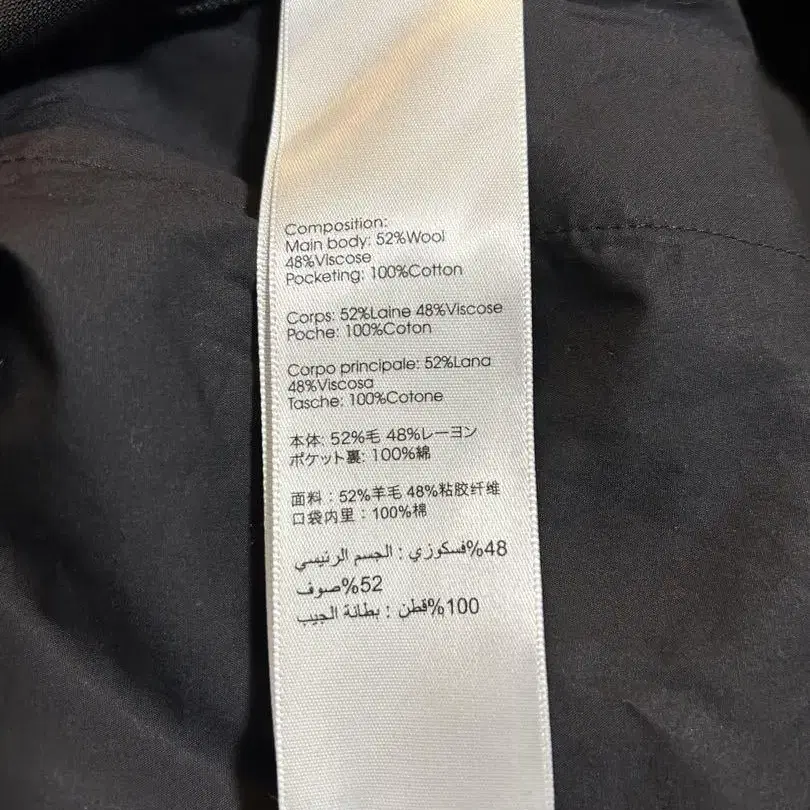 Composition:
Main body: 52%Wool
48%Viscose
Pocketing: 100%Cotton
Corps: 52%Laine 48%Viscose
Poche: 100%Coton
Corpo principale: 52%Lana
48%Viscosa
Tasche: 100%Cotone
本体: 52%毛 48%レーヨン
ポケット裏: 100%綿
面料：52%羊毛 48%粘胶纤维
口袋内里：100%棉
48%فسكوزي : الجسم الرئيسي
52%صوف
100%قطن : بطانة الجيب